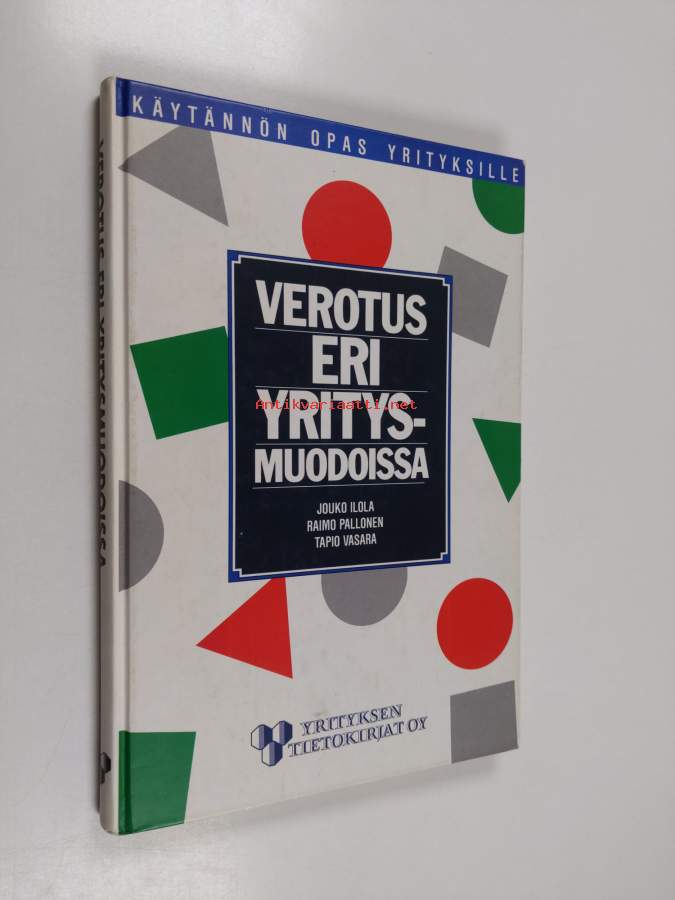 KÄYTÄNNÖN OPAS YRITYKSILLE
VEROTUS
ERI
YRITYS-
Antikvariaatti.net
MUODOISSA
JOUKO ILOLA
RAIMO PALLONEN
TAPIO VASARA
YRITYKSEN
TIETOKIRJAT OY
VEROTUS ERI YRITYSMUODOISSA